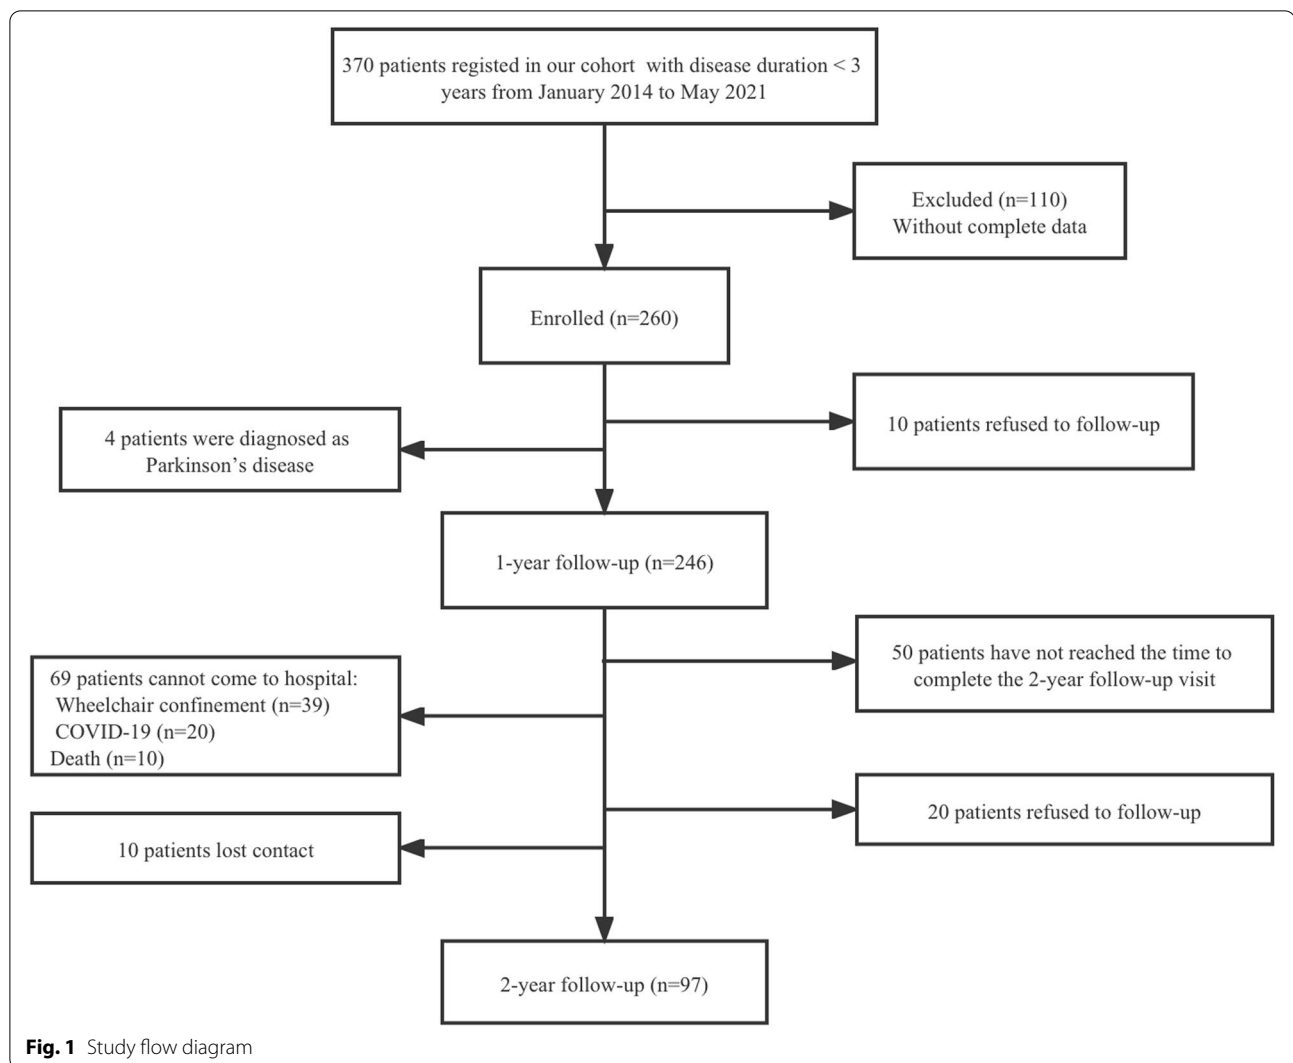 370 patients registed in our cohort with disease duration < 3
years from January 2014 to May 2021
Excluded (n=110)
Without complete data
Enrolled (n=260)
10 patients refused to follow-up
4 patients were diagnosed as
Parkinson’s disease
1-year follow-up (n=246)
50 patients have not reached the time to
complete the 2-year follow-up visit
69 patients cannot come to hospital:
Wheelchair confinement (n=39)
COVID-19 (n=20)
Death (n=10)
20 patients refused to follow-up
10 patients lost contact
2-year follow-up (n=97)
Fig. 1 Study flow diagram